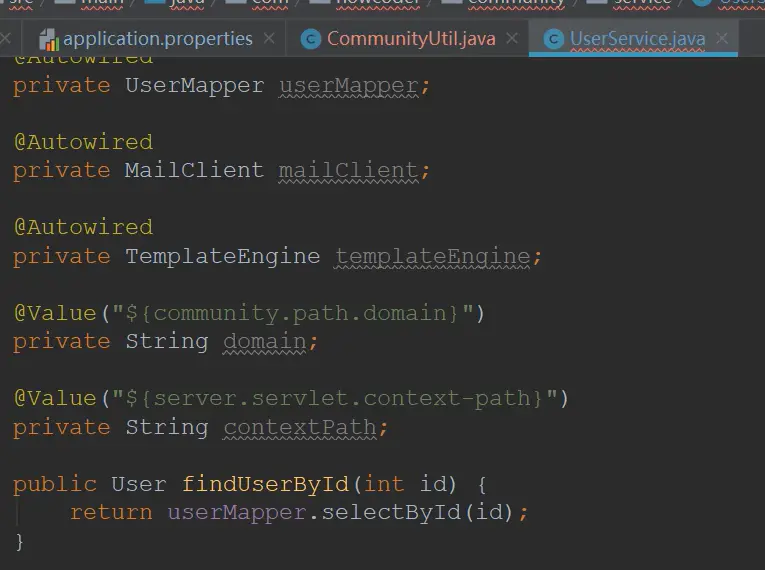 main java com nowcoder community service
application.properties CommunityUtil.java UserService.java
@Autowired
private UserMapper userMapper;
@Autowired
private MailClient mailClient;
@Autowired
private TemplateEngine templateEngine;
@Value("${community.path.domain}")
private String domain;
@Value("${server.servlet.context-path}")
private String contextPath;
public User findUserById(int id) {
return userMapper.selectById(id);
}